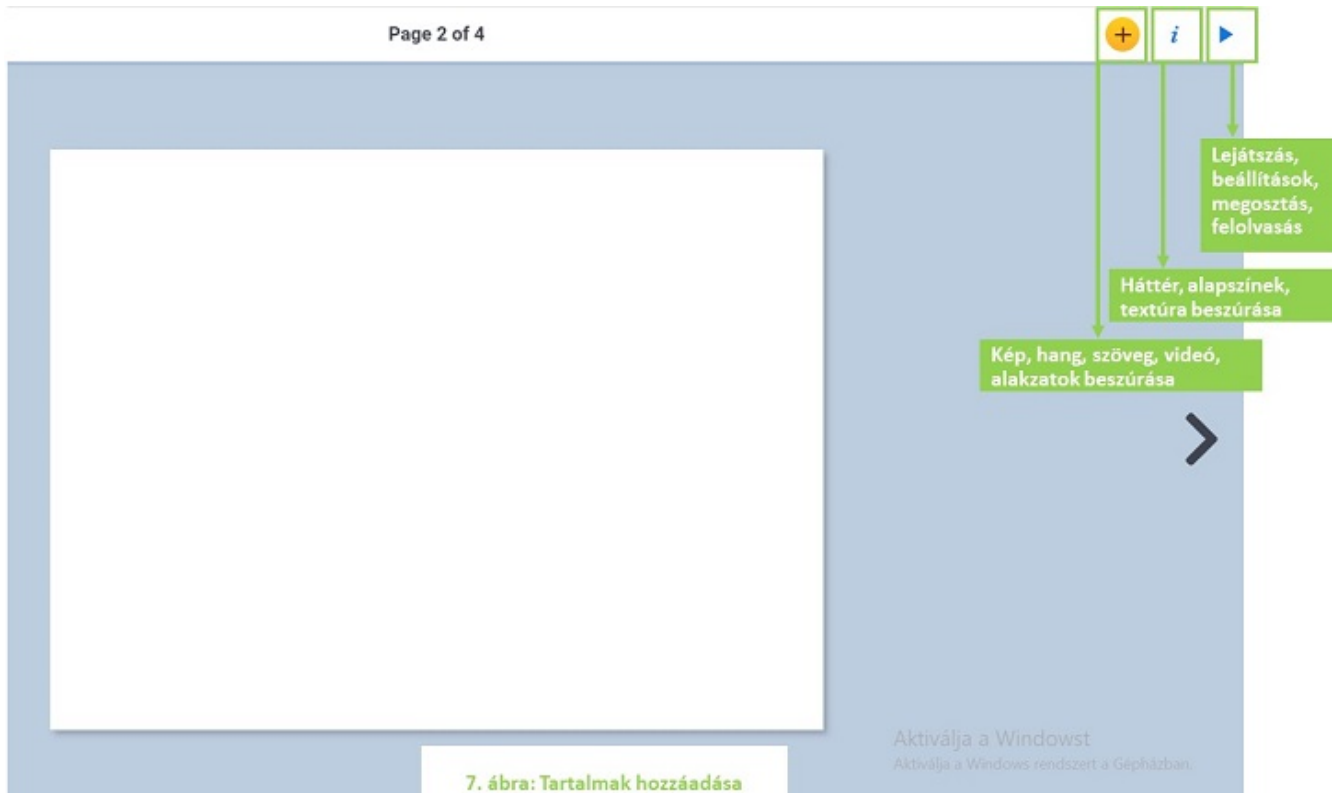 Page 2 of 4
+
i
Lejátszás,
beállítások,
megosztás,
felolvasás
Háttér, alapszínek,
textúra beszúrása
Kép, hang, szöveg, videó,
alakzatok beszúrása
Aktiválja a Windowst
Aktiválja a Windows rendszert a Gépházban.
7. ábra: Tartalmak hozzáadása